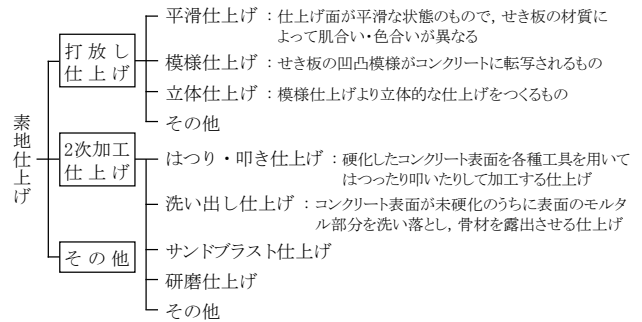 素地仕上げ
打放し
仕上げ
平滑仕上げ:仕上げ面が平滑な状態のもので,せき板の材質に
よって肌合い・色合いが異なる
模様仕上げ:せき板の凹凸模様がコンクリートに転写されるもの
立体仕上げ:模様仕上げより立体的な仕上げをつくるもの
その他
2次加工
仕上げ
はつり・叩き仕上げ:硬化したコンクリート表面を各種工具を用いて
はつったり叩いたりして加工する仕上げ
洗い出し仕上げ:コンクリート表面が未硬化のうちに表面のモルタ
ル部分を洗い落とし,骨材を露出させる仕上げ
サンドブラスト仕上げ
研磨仕上げ
その他
その他